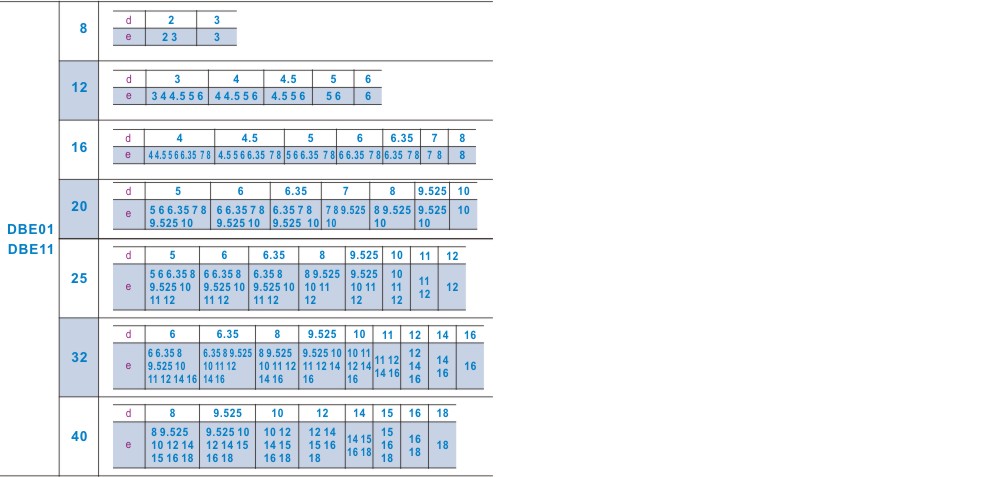 DBE01
DBE11
8
d 2 3
e 2 3 3
12
d 3 4 4.5 5 6
e 3 4 4.5 5 6 4 4.5 5 6 4.5 5 6 5 6 6
16
d 4 4.5 5 6 6.35 7 8
e 4 4.5 5 6 6.35 7 8 4.5 5 6 6.35 7 8 5 6 6.35 7 8 6 6.35 7 8 6.35 7 8 7 8 8
20
d 5 6 6.35 7 8 9.525 10
e 5 6 6.35 7 8 6 6.35 7 8 6.35 7 8 7 8 9.525 8 9.525 9.525 10
9.525 10 9.525 10 9.525 10 10 10 10
25
d 5 6 6.35 8 9.525 10 11 12
e 5 6 6.35 8 6 6.35 8 6.35 8 8 9.525 9.525 10 11 12
9.525 10 9.525 10 9.525 10 10 11 10 11 11 12
11 12 11 12 11 12 12 12 12
32
d 6 6.35 8 9.525 10 11 12 14 16
e 6 6.35 8 6.35 8 9.525 8 9.525 9.525 10 10 11 11 12 12 14 16
9.525 10 10 11 12 10 11 12 11 12 14 12 14 14 16 14 16
11 12 14 16 14 16 14 16 16 16 16
40
d 8 9.525 10 12 14 15 16 18
e 8 9.525 9.525 10 10 12 12 14 14 15 15 16 18
10 12 14 12 14 15 14 15 15 16 16 18 16 18
15 16 18 16 18 16 18 18 18